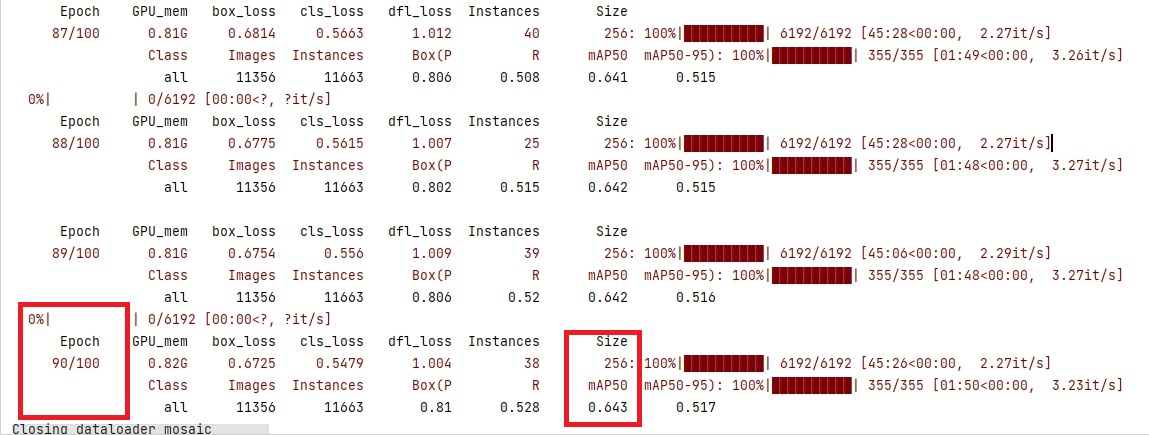 Epoch GPU_mem box_loss cls_loss dfl_loss Instances Size
87/100 0.81G 0.6814 0.5663 1.012 40 256: 100%|██████████| 6192/6192 [45:28<00:00, 2.27it/s]
Class Images Instances Box(P R mAP50 mAP50-95): 100%|██████████| 355/355 [01:49<00:00, 3.26it/s]
all 11356 11663 0.806 0.508 0.641 0.515
0%| | 0/6192 [00:00<?, ?it/s]
Epoch GPU_mem box_loss cls_loss dfl_loss Instances Size
88/100 0.81G 0.6775 0.5615 1.007 25 256: 100%|██████████| 6192/6192 [45:28<00:00, 2.27it/s]
Class Images Instances Box(P R mAP50 mAP50-95): 100%|██████████| 355/355 [01:48<00:00, 3.27it/s]
all 11356 11663 0.802 0.515 0.642 0.515
Epoch GPU_mem box_loss cls_loss dfl_loss Instances Size
89/100 0.81G 0.6754 0.556 1.009 39 256: 100%|██████████| 6192/6192 [45:06<00:00, 2.29it/s]
Class Images Instances Box(P R mAP50 mAP50-95): 100%|██████████| 355/355 [01:48<00:00, 3.27it/s]
all 11356 11663 0.806 0.52 0.642 0.516
0%| | 0/6192 [00:00<?, ?it/s]
Epoch GPU_mem box_loss cls_loss dfl_loss Instances Size
90/100 0.82G 0.6725 0.5479 1.004 38 256: 100%|██████████| 6192/6192 [45:26<00:00, 2.27it/s]
Class Images Instances Box(P R mAP50 mAP50-95): 100%|██████████| 355/355 [01:50<00:00, 3.23it/s]
all 11356 11663 0.81 0.528 0.643 0.517
Closing dataloader mosaic